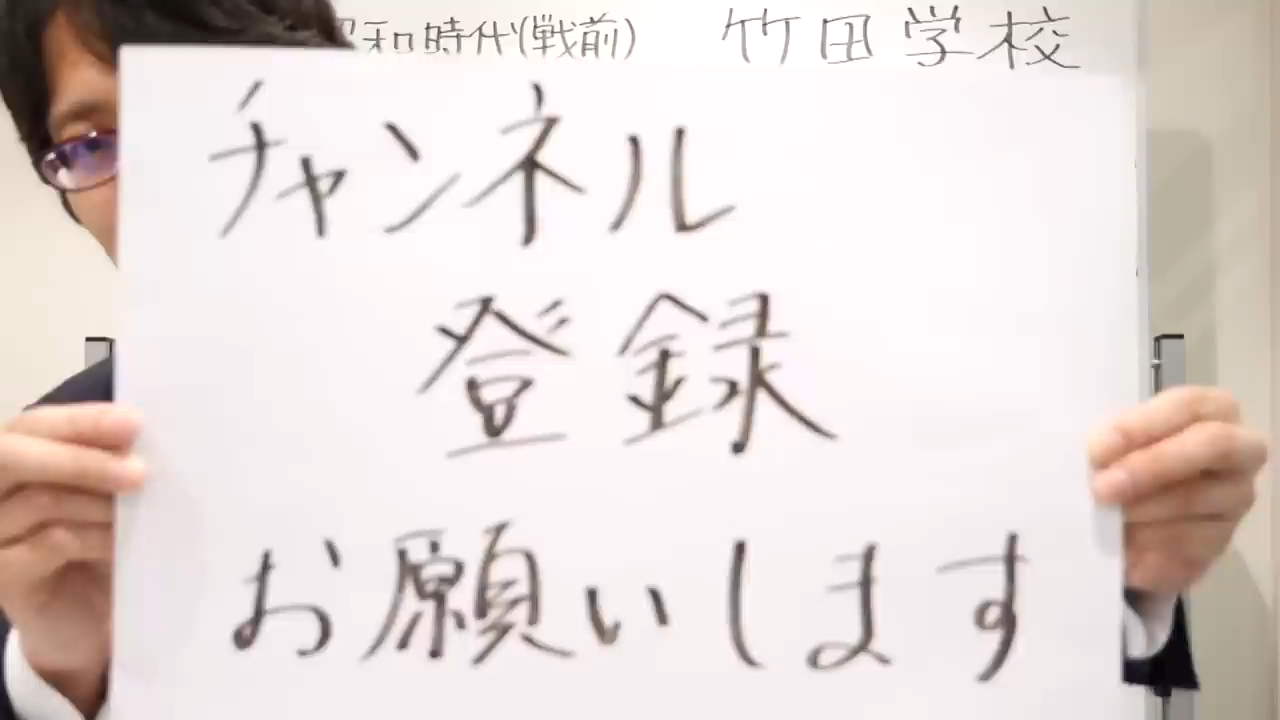 和時代(戦前) 竹田学校
チャンネル
登録
お願いします